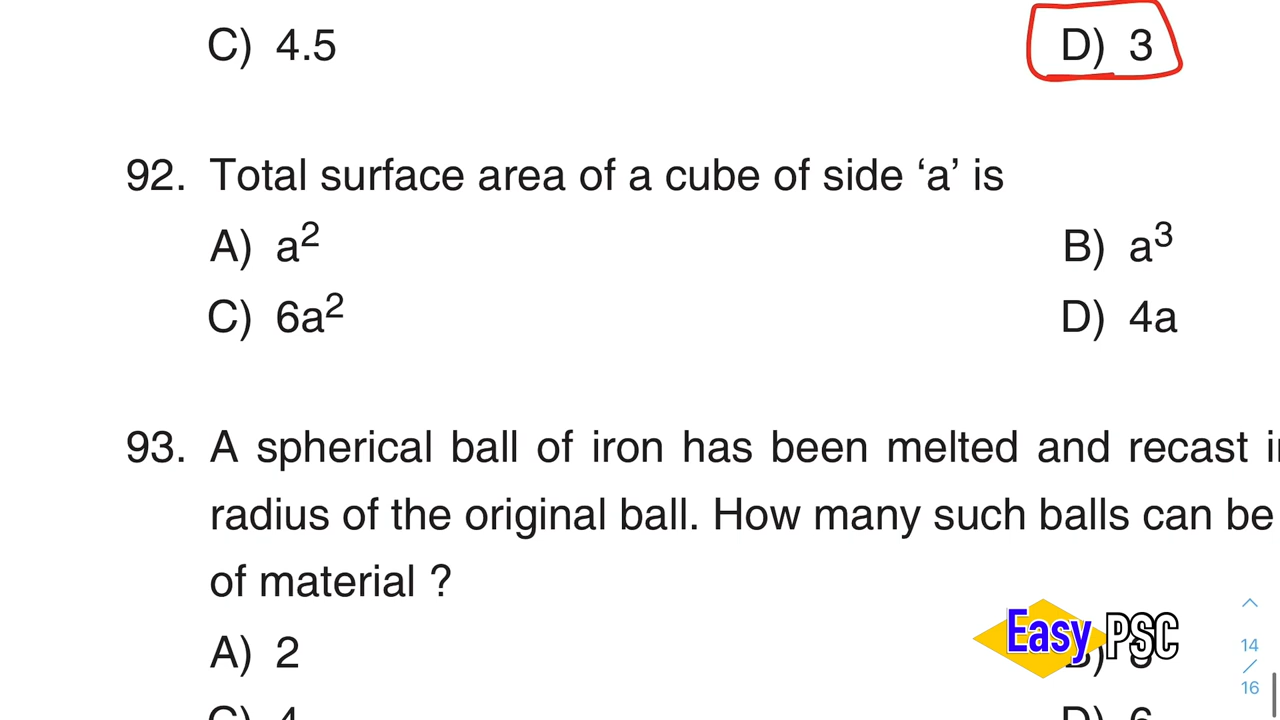 C) 4.5 D) 3
92. Total surface area of a cube of side ‘a’ is
A) a² B) a³
C) 6a² D) 4a
93. A spherical ball of iron has been melted and recast
radius of the original ball. How many such balls can be
of material ?
A) 2
Easy PSC
14
/
16
C) 4 D) 6